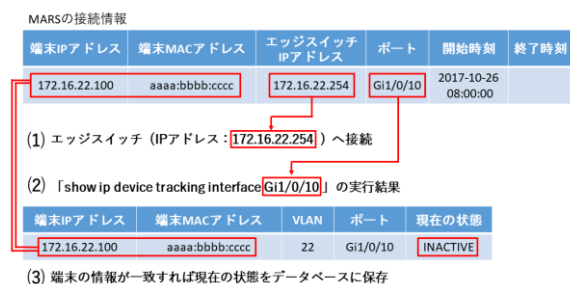 MARSの接続情報
端末IPアドレス 端末MACアドレス エッジスイッチIPアドレス ポート 開始時刻 終了時刻
172.16.22.100 aaaa:bbbb:cccc 172.16.22.254 Gi1/0/10 2017-10-26 08:00:00
(1) エッジスイッチ（IPアドレス：172.16.22.254）へ接続
(2) 「show ip device tracking interface Gi1/0/10」の実行結果
端末IPアドレス 端末MACアドレス VLAN ポート 現在の状態
172.16.22.100 aaaa:bbbb:cccc 22 Gi1/0/10 INACTIVE
(3) 端末の情報が一致すれば現在の状態をデータベースに保存